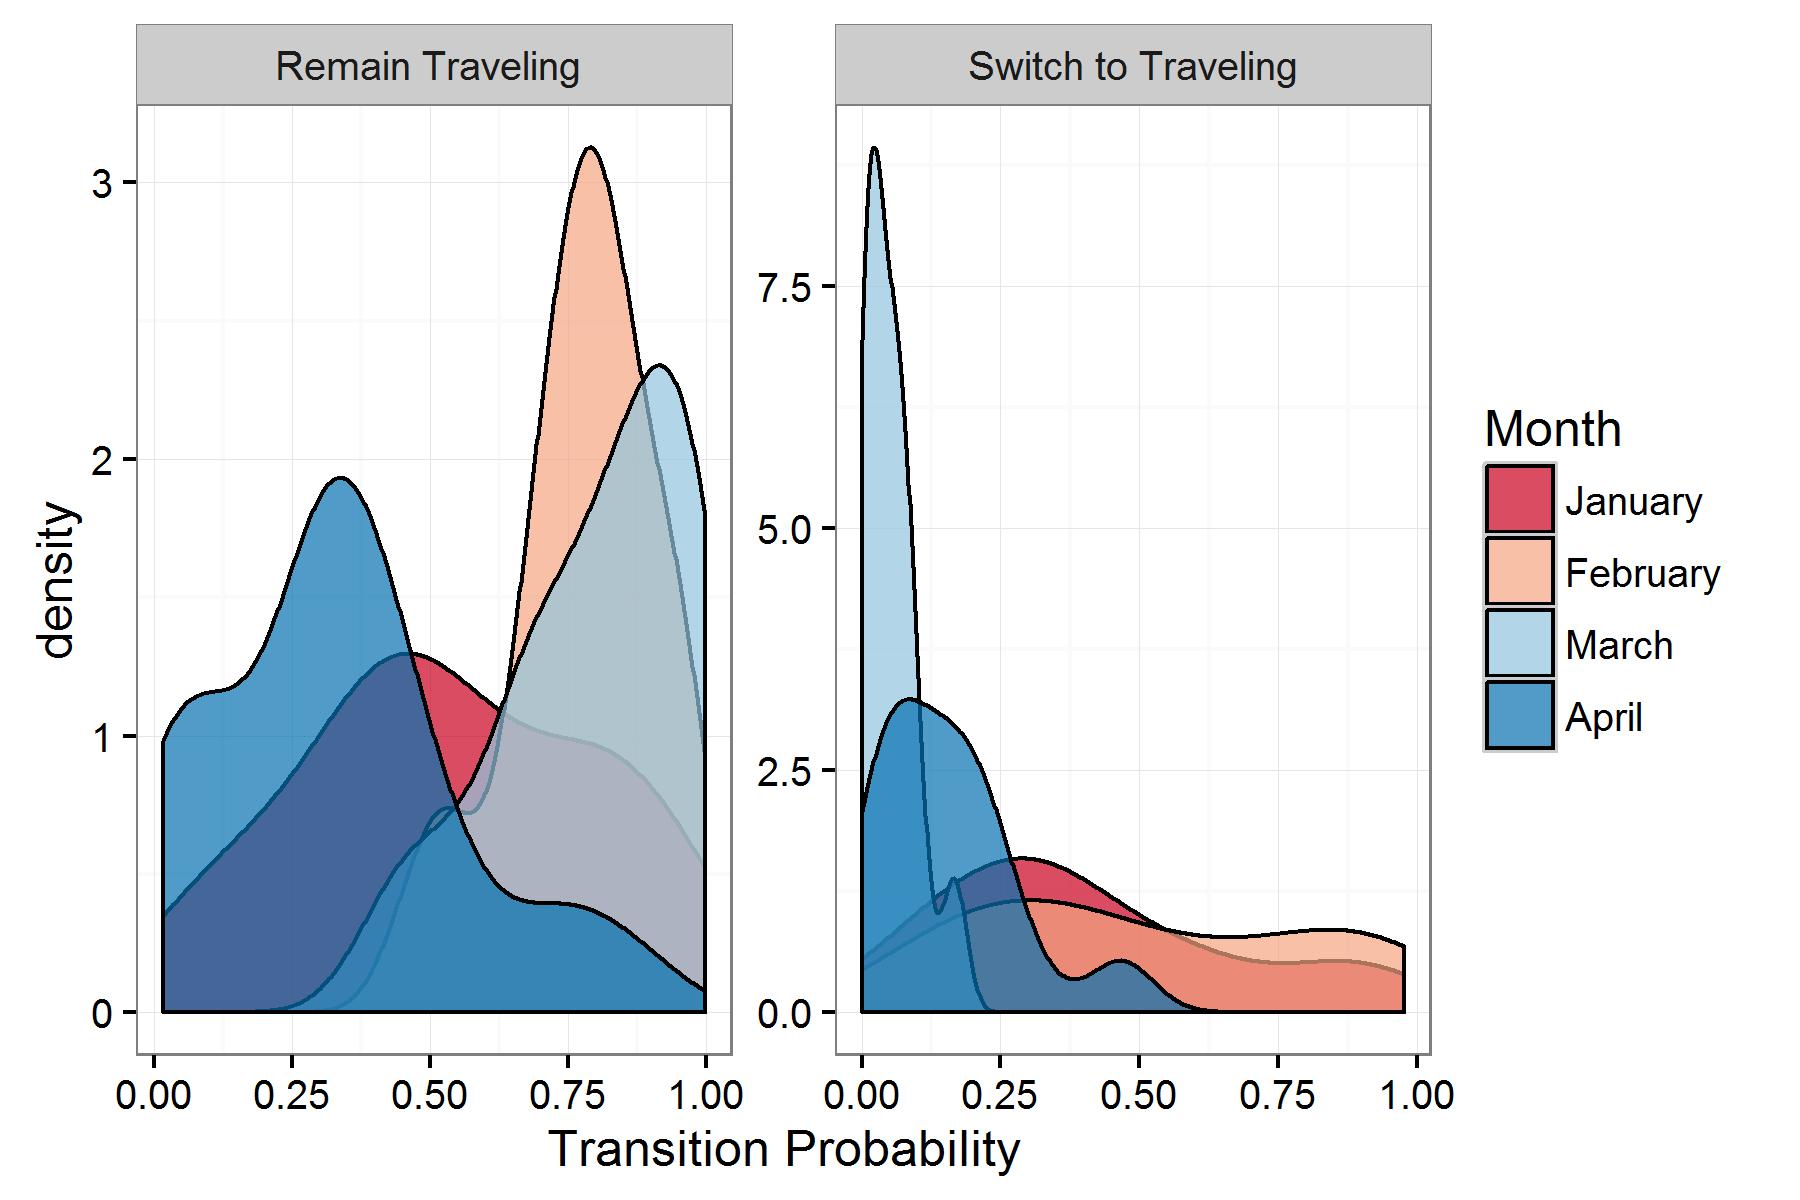 Remain Traveling
Switch to Traveling
density
3
2
1
0
7.5
5.0
2.5
0.0
0.00 0.25 0.50 0.75 1.00
0.00 0.25 0.50 0.75 1.00
Transition Probability
Month
January
February
March
April